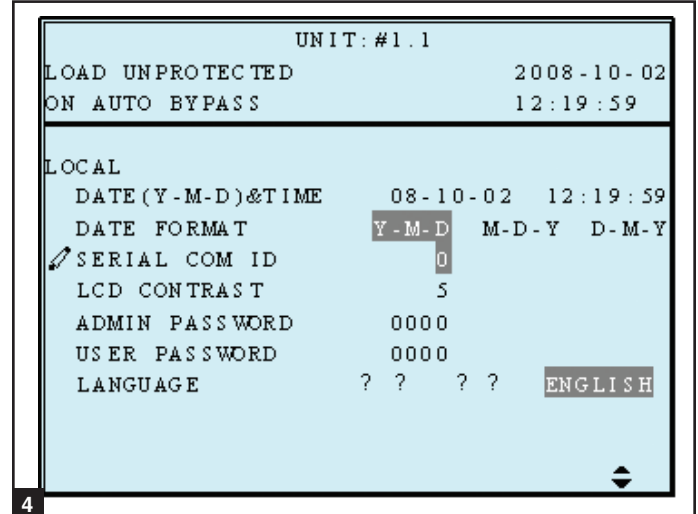 UNIT:#1.1
LOAD UNPROTECTED 2008-10-02
ON AUTO BYPASS 12:19:59
LOCAL
DATE(Y-M-D)&TIME 08-10-02 12:19:59
DATE FORMAT Y-M-D M-D-Y D-M-Y
SERIAL COM ID 0
LCD CONTRAST 5
ADMIN PASSWORD 0000
USER PASSWORD 0000
LANGUAGE ? ? ? ? ENGLISH
4